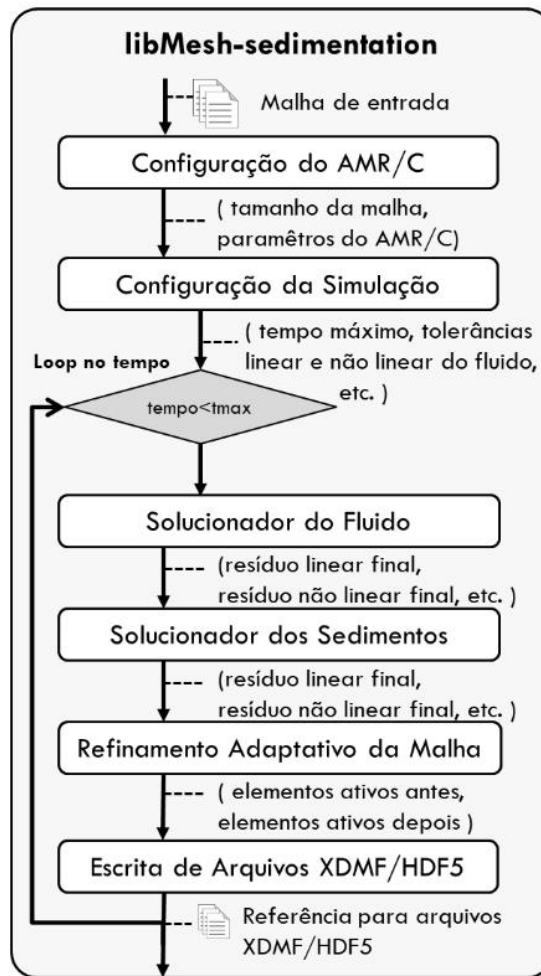 libMesh-sedimentation
Malha de entrada
Configuração do AMR/C
( tamanho da malha,
paramêtros do AMR/C)
Configuração da Simulação
( tempo máximo, tolerâncias
linear e não linear do fluido,
etc. )
Loop no tempo
tempo<tmax
Solucionador do Fluido
(resíduo linear final,
resíduo não linear final, etc. )
Solucionador dos Sedimentos
(resíduo linear final,
resíduo não linear final, etc. )
Refinamento Adaptativo da Malha
( elementos ativos antes,
elementos ativos depois )
Escrita de Arquivos XDMF/HDF5
Referência para arquivos
XDMF/HDF5